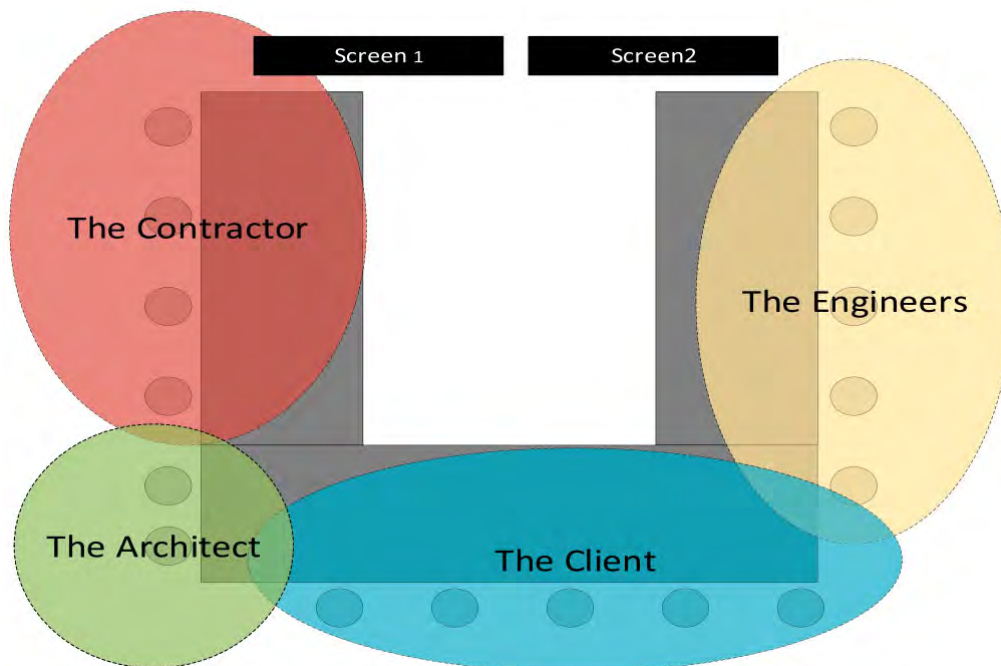 Screen 1
Screen2
The Contractor
The Engineers
The Architect
The Client